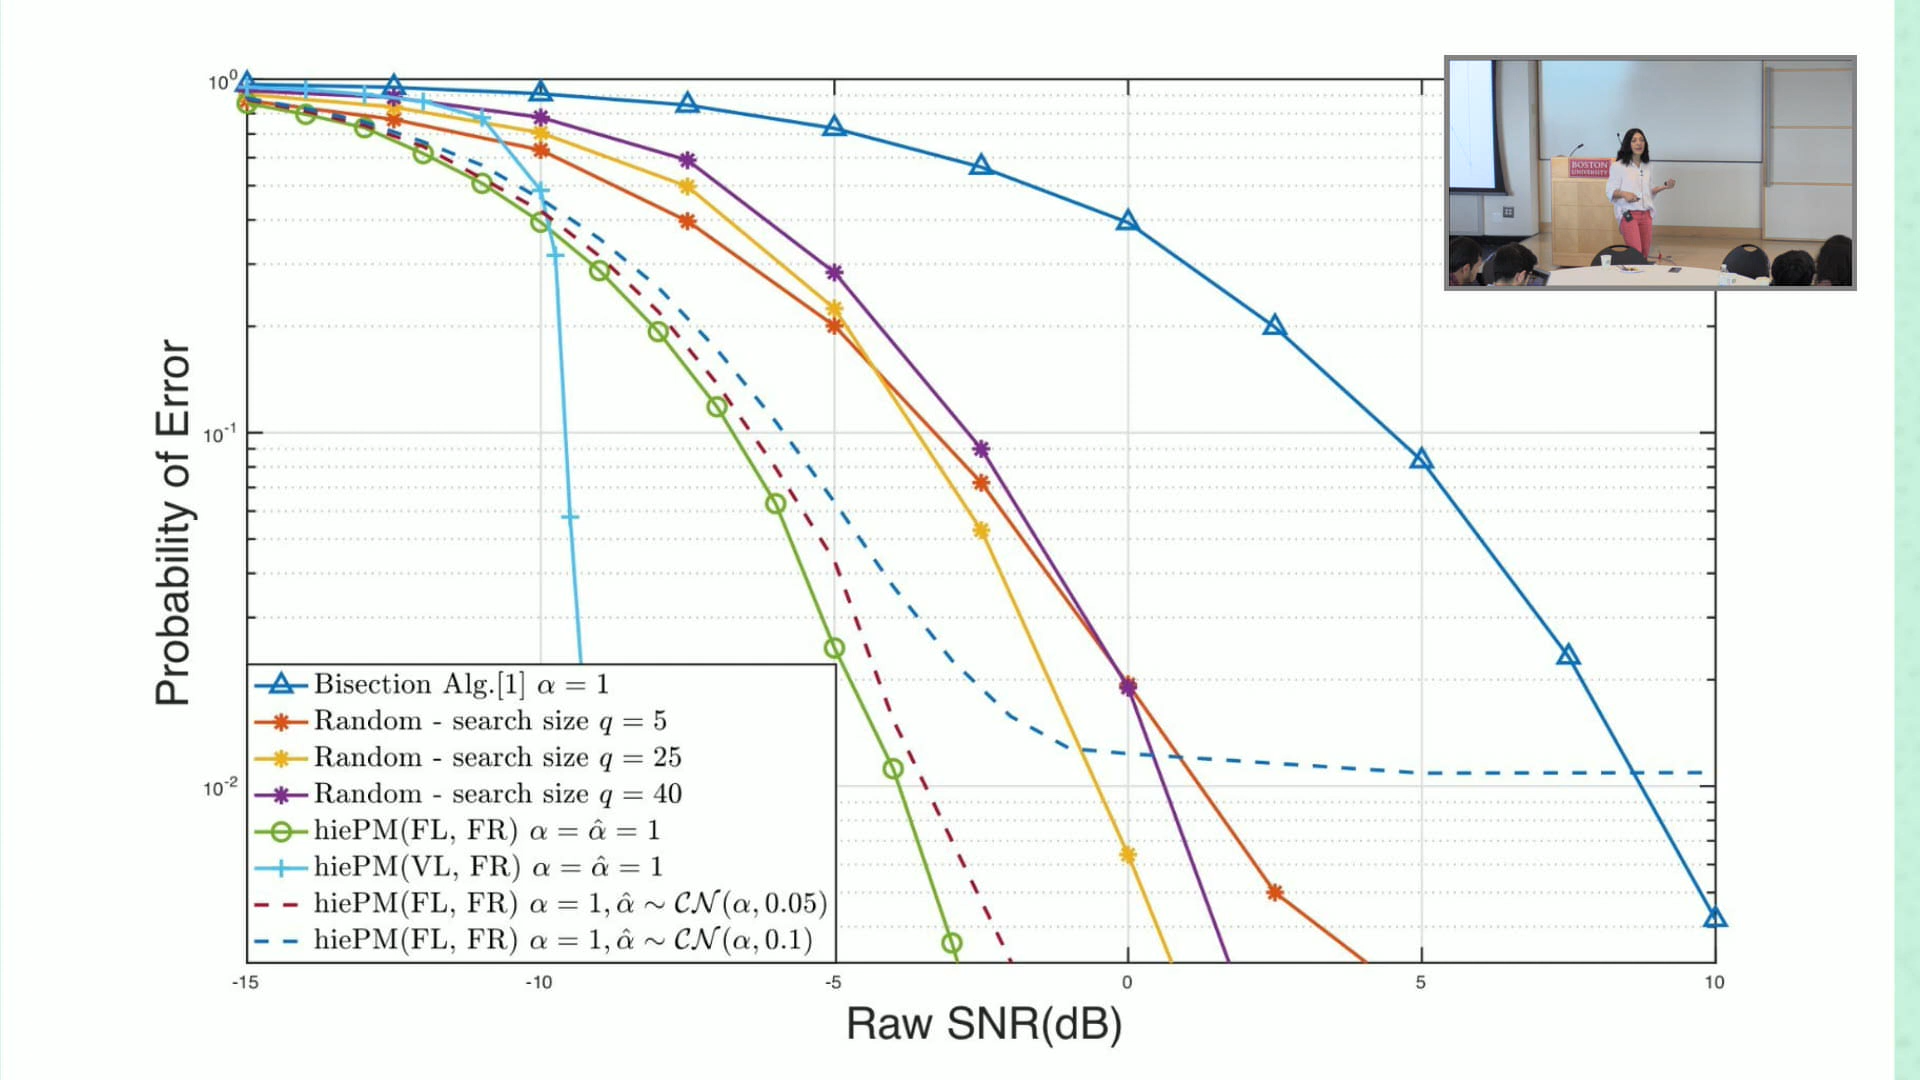 10^0
10^-1
10^-2
Probability of Error
BOSTON
UNIVERSITY
Bisection Alg.[1] α = 1
Random - search size q = 5
Random - search size q = 25
Random - search size q = 40
hiePM(FL, FR) α = α̂ = 1
hiePM(VL, FR) α = α̂ = 1
hiePM(FL, FR) α = 1, α̂ ~ 𝒞𝒩(α, 0.05)
hiePM(FL, FR) α = 1, α̂ ~ 𝒞𝒩(α, 0.1)
-15 -10 -5 0 5 10
Raw SNR(dB)